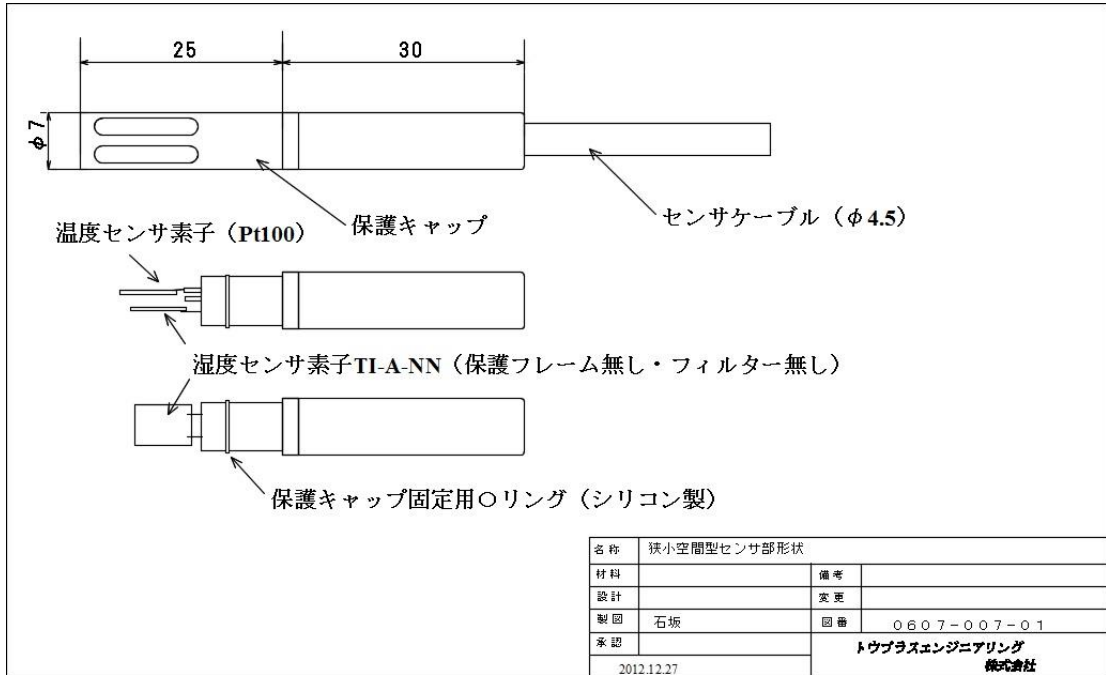 25
30
φ7
保護キャップ
センサケーブル（φ4.5）
温度センサ素子（Pt100）
湿度センサ素子TI-A-NN（保護フレーム無し・フィルター無し）
保護キャップ固定用Oリング（シリコン製）
名称 狭小空間型センサ部形状
材料 備考
設計 変更
製図 石坂 図番 0607-007-01
承認 トウプラスエンジニアリング
株式会社
2012.12.27